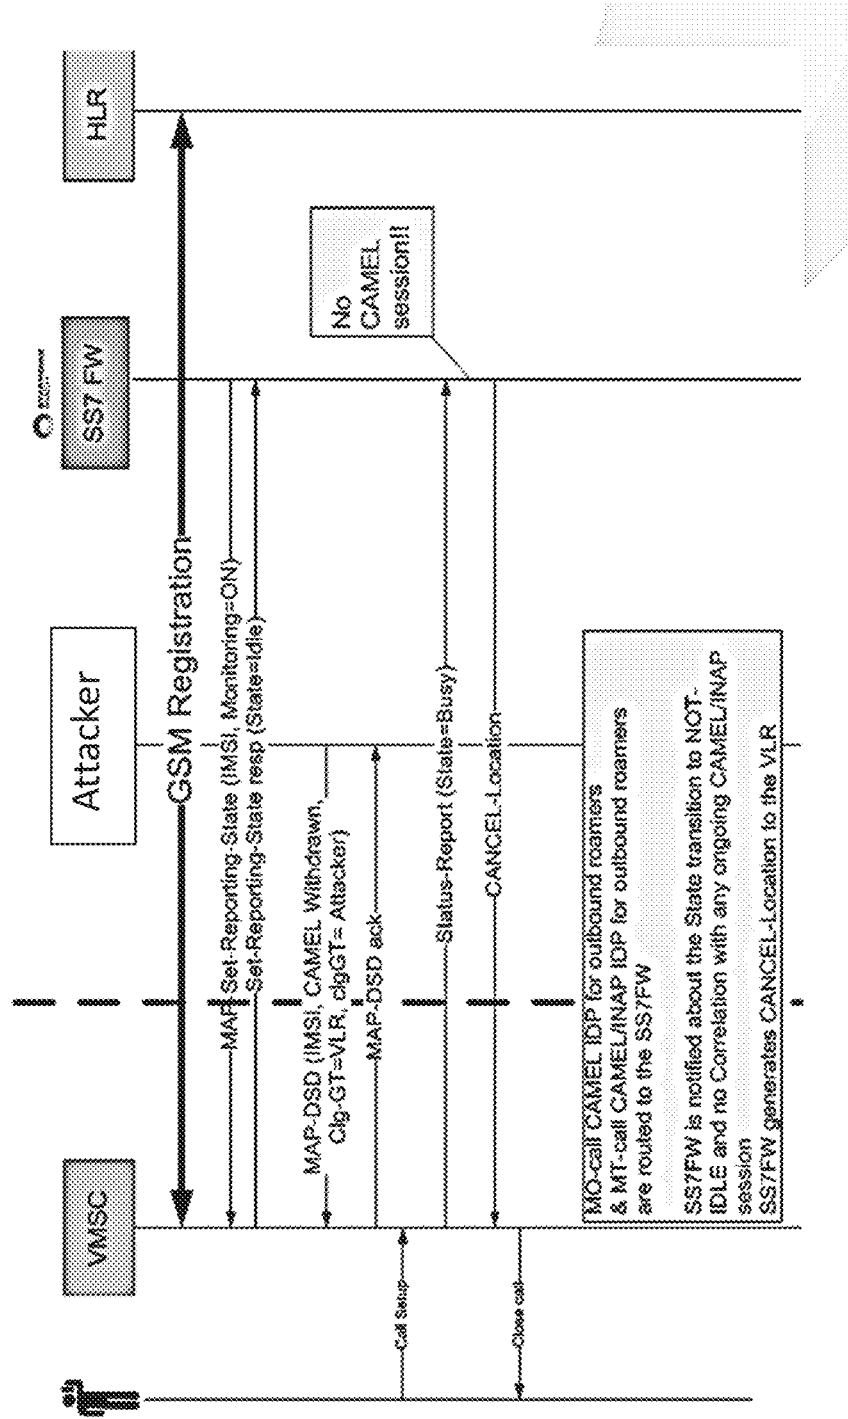 VMSC
Attacker
SS7 FW
HLR
GSM Registration
MAP-Set-Reporting-State (IMSI, Monitoring=ON)
Set-Reporting-State resp (State=Idle)
MAP-DSD (IMSI, CAMEL Withdrawn,
Clg-GT=VLR, clgGT= Attacker)
MAP-DSD ack
Call Setup
Status-Report (State=Busy)
No
CAMEL
session!!
CANCEL-Location
Close call
MO-call CAMEL IDP for outbound roamers
& MT-call CAMEL/INAP IDP for outbound roamers
are routed to the SS7FW
SS7FW is notified about the State transition to NOT-
IDLE and no Correlation with any ongoing CAMEL/INAP
session
SS7FW generates CANCEL-Location to the VLR